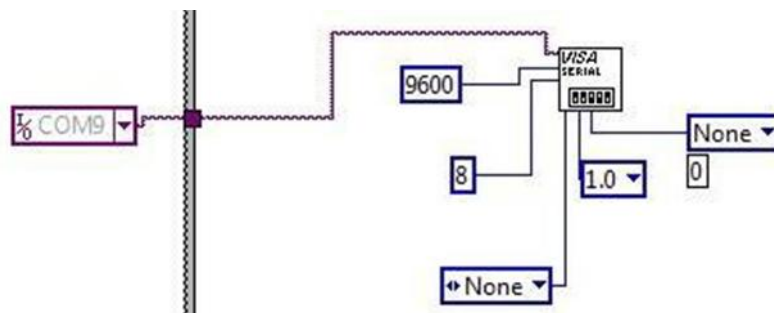 VISA
SERIAL
9600
I/O COM9
None
8
1.0
0
None